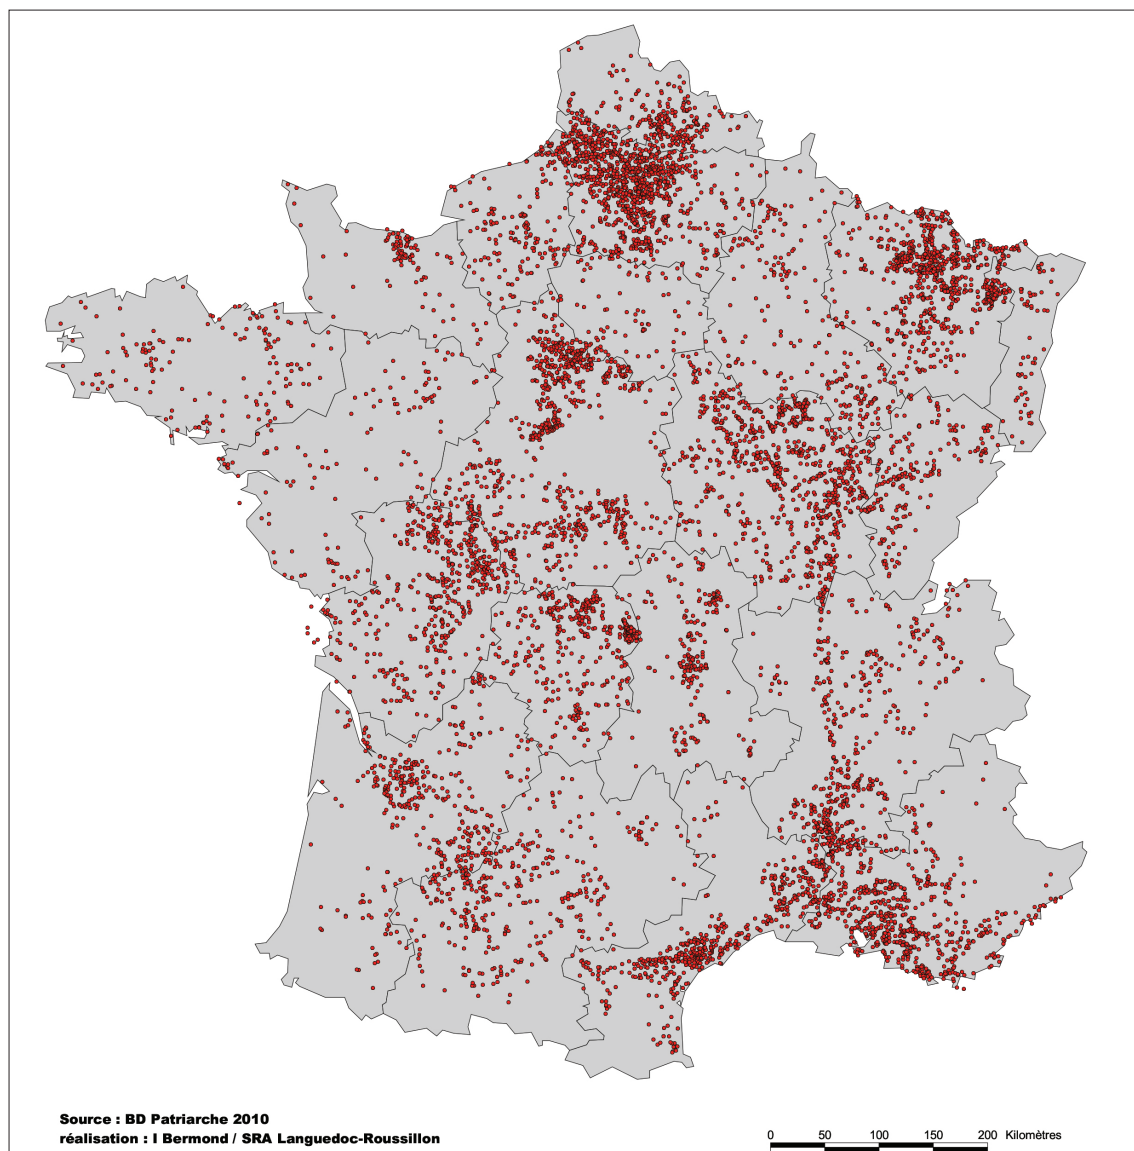 Source : BD Patriarche 2010
réalisation : I Bermond / SRA Languedoc-Roussillon
0 50 100 150 200 Kilomètres